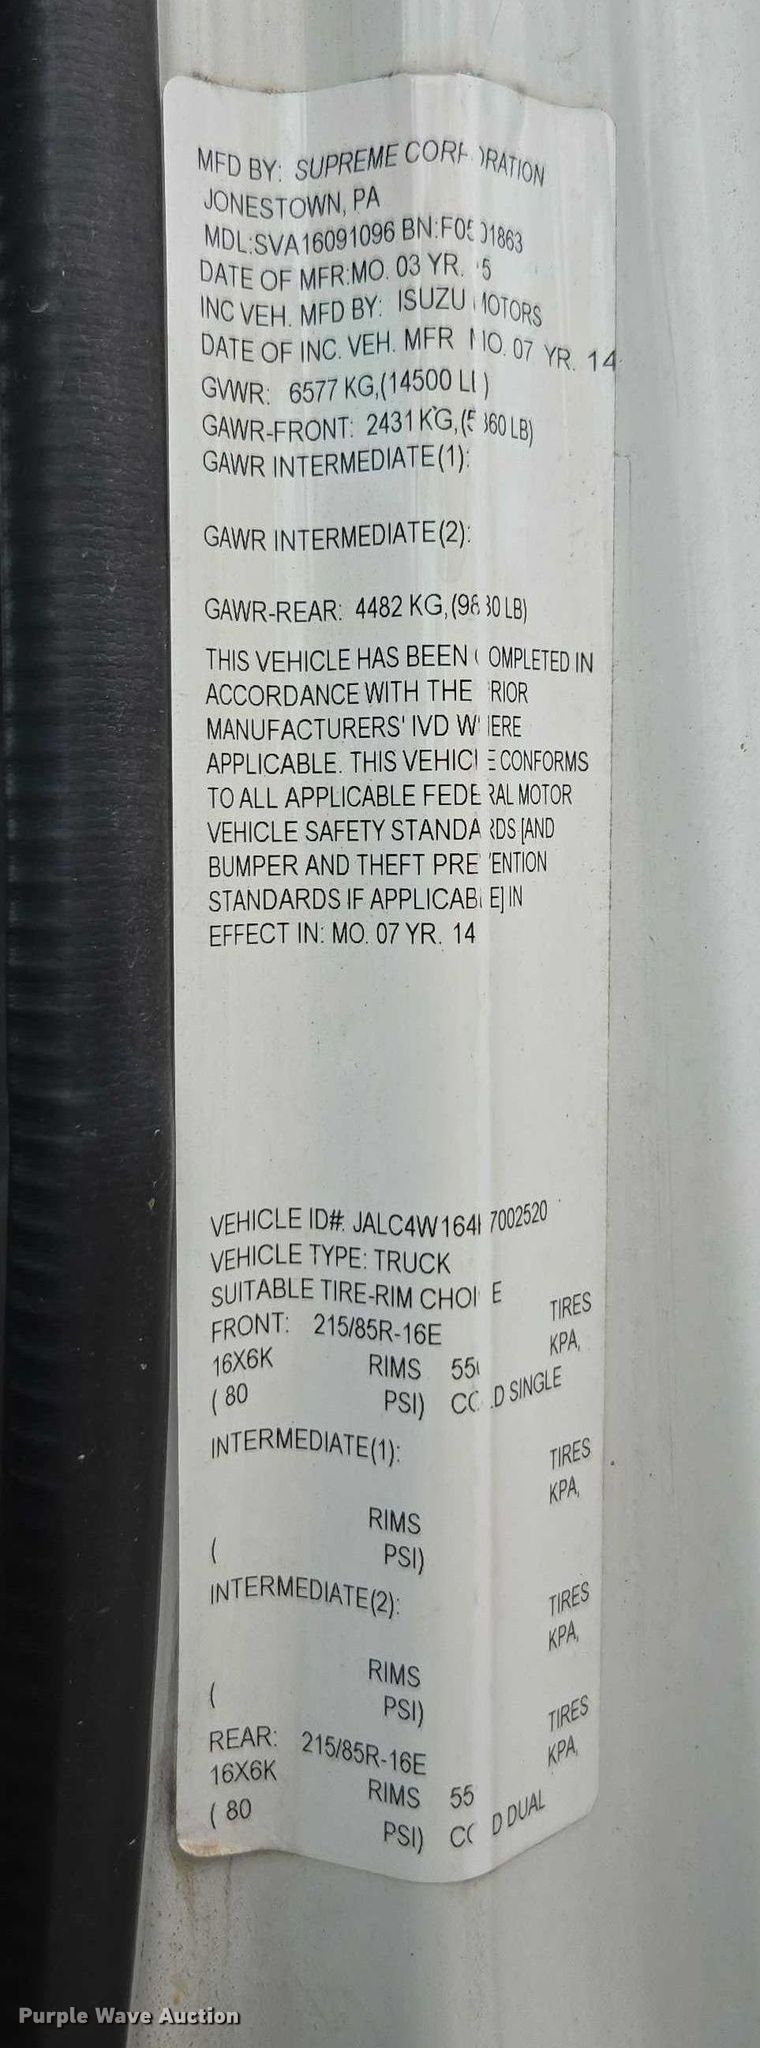 MFD BY: SUPREME CORPORATION
JONESTOWN, PA
MDL:SVA16091096
DATE OF MFR:MO. 03 YR.
INC VEH. MFD BY: ISUZU MOTORS
DATE OF INC. VEH. MFR MO. 07 YR. 14
GVWR: 6577 KG,(14500 LB)
GAWR-FRONT: 2431 KG,(5360 LB)
GAWR INTERMEDIATE(1):
GAWR INTERMEDIATE(2):
GAWR-REAR: 4482 KG,(9880 LB)
THIS VEHICLE HAS BEEN COMPLETED IN
ACCORDANCE WITH THE PRIOR
MANUFACTURERS' IVD WHERE
APPLICABLE. THIS VEHICLE CONFORMS
TO ALL APPLICABLE FEDERAL MOTOR
VEHICLE SAFETY STANDARDS [AND
BUMPER AND THEFT PREVENTION
STANDARDS IF APPLICABLE] IN
EFFECT IN: MO. 07 YR. 14
VEHICLE ID#:
VEHICLE TYPE: TRUCK
SUITABLE TIRE-RIM CHOICE
FRONT: 215/85R-16E TIRES
16X6K RIMS 550 KPA,
( 80 PSI) COLD SINGLE
INTERMEDIATE(1): TIRES
RIMS KPA,
( PSI)
INTERMEDIATE(2): TIRES
RIMS KPA,
( PSI)
REAR: 215/85R-16E TIRES
16X6K RIMS 55 KPA,
( 80 PSI) COLD DUAL
Purple Wave Auction